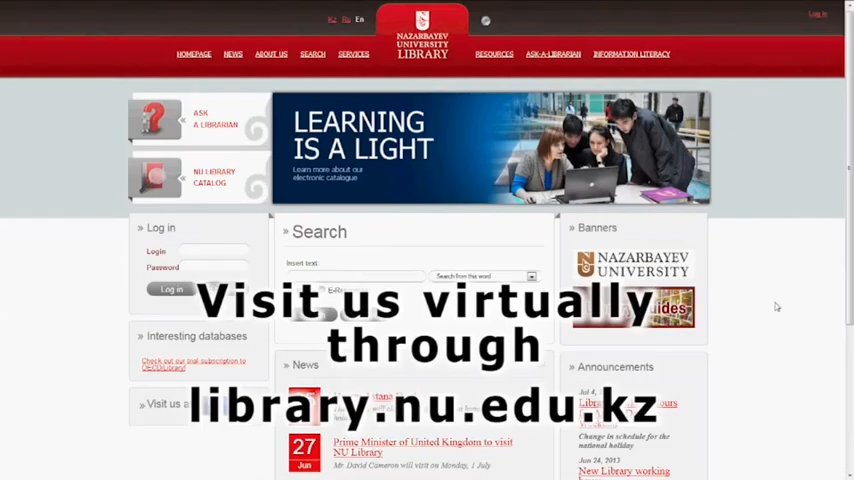 Kz Ru En
Log In
NAZARBAYEV
UNIVERSITY
LIBRARY
HOMEPAGE NEWS ABOUT US SEARCH SERVICES RESOURCES ASK-A-LIBRARIAN INFORMATION LITERACY
ASK
A LIBRARIAN
NU LIBRARY
CATALOG
LEARNING
IS A LIGHT
Learn more about our
electronic catalogue
» Log in
Login
Password
Log in
» Search
Insert text:
Search from this word
» Banners
NAZARBAYEV
UNIVERSITY
Visit us virtually
through
library.nu.edu.kz
» Interesting databases
Check out our trial subscription to
OECD iLibrary!
» Visit us
» News
27
Jun
Prime Minister of United Kingdom to visit
NU Library
Mr. David Cameron will visit on Monday, 1 July
» Announcements
Change in schedule for the
national holiday
Jun 24, 2013
New Library working